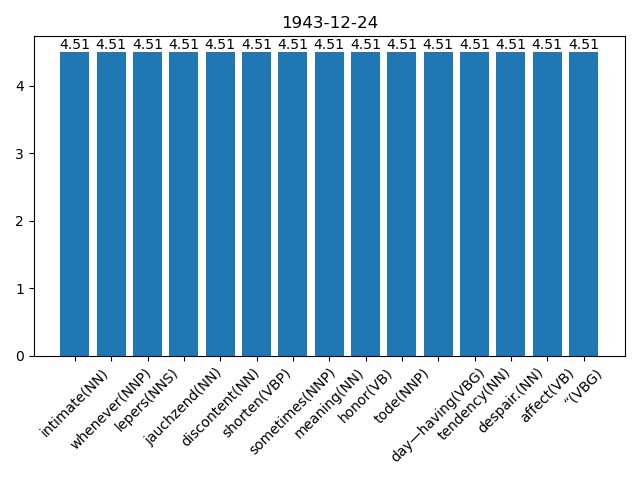 1943-12-24
4.51 4.51 4.51 4.51 4.51 4.51 4.51 4.51 4.51 4.51 4.51 4.51 4.51 4.51 4.51
4
3
2
1
0
intimate(NN)
whenever(NNP)
lepers(NNS)
jauchzend(NN)
discontent(NN)
shorten(VBP)
sometimes(NNP)
meaning(NN)
honor(VB)
tode(NNP)
day—having(VBG)
tendency(NN)
despair.(NN)
affect(VB)
“(VBG)